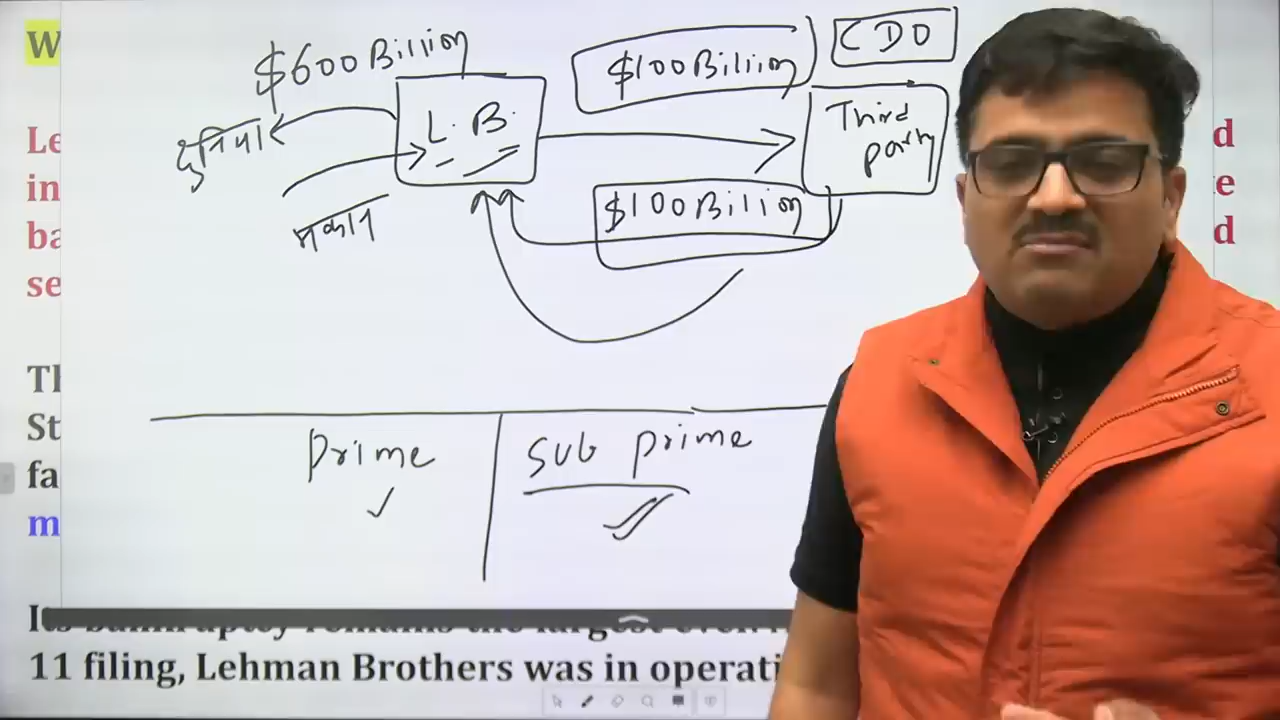 W
$600 Billion
$100 Billion
CDO
L. B.
Third
party
दुनिया
मकान
$100 Billion
Le
in
ba
se
d
e
d
Th
St
fa
m
Prime
Sub prime
11 filing, Lehman Brothers was in operati